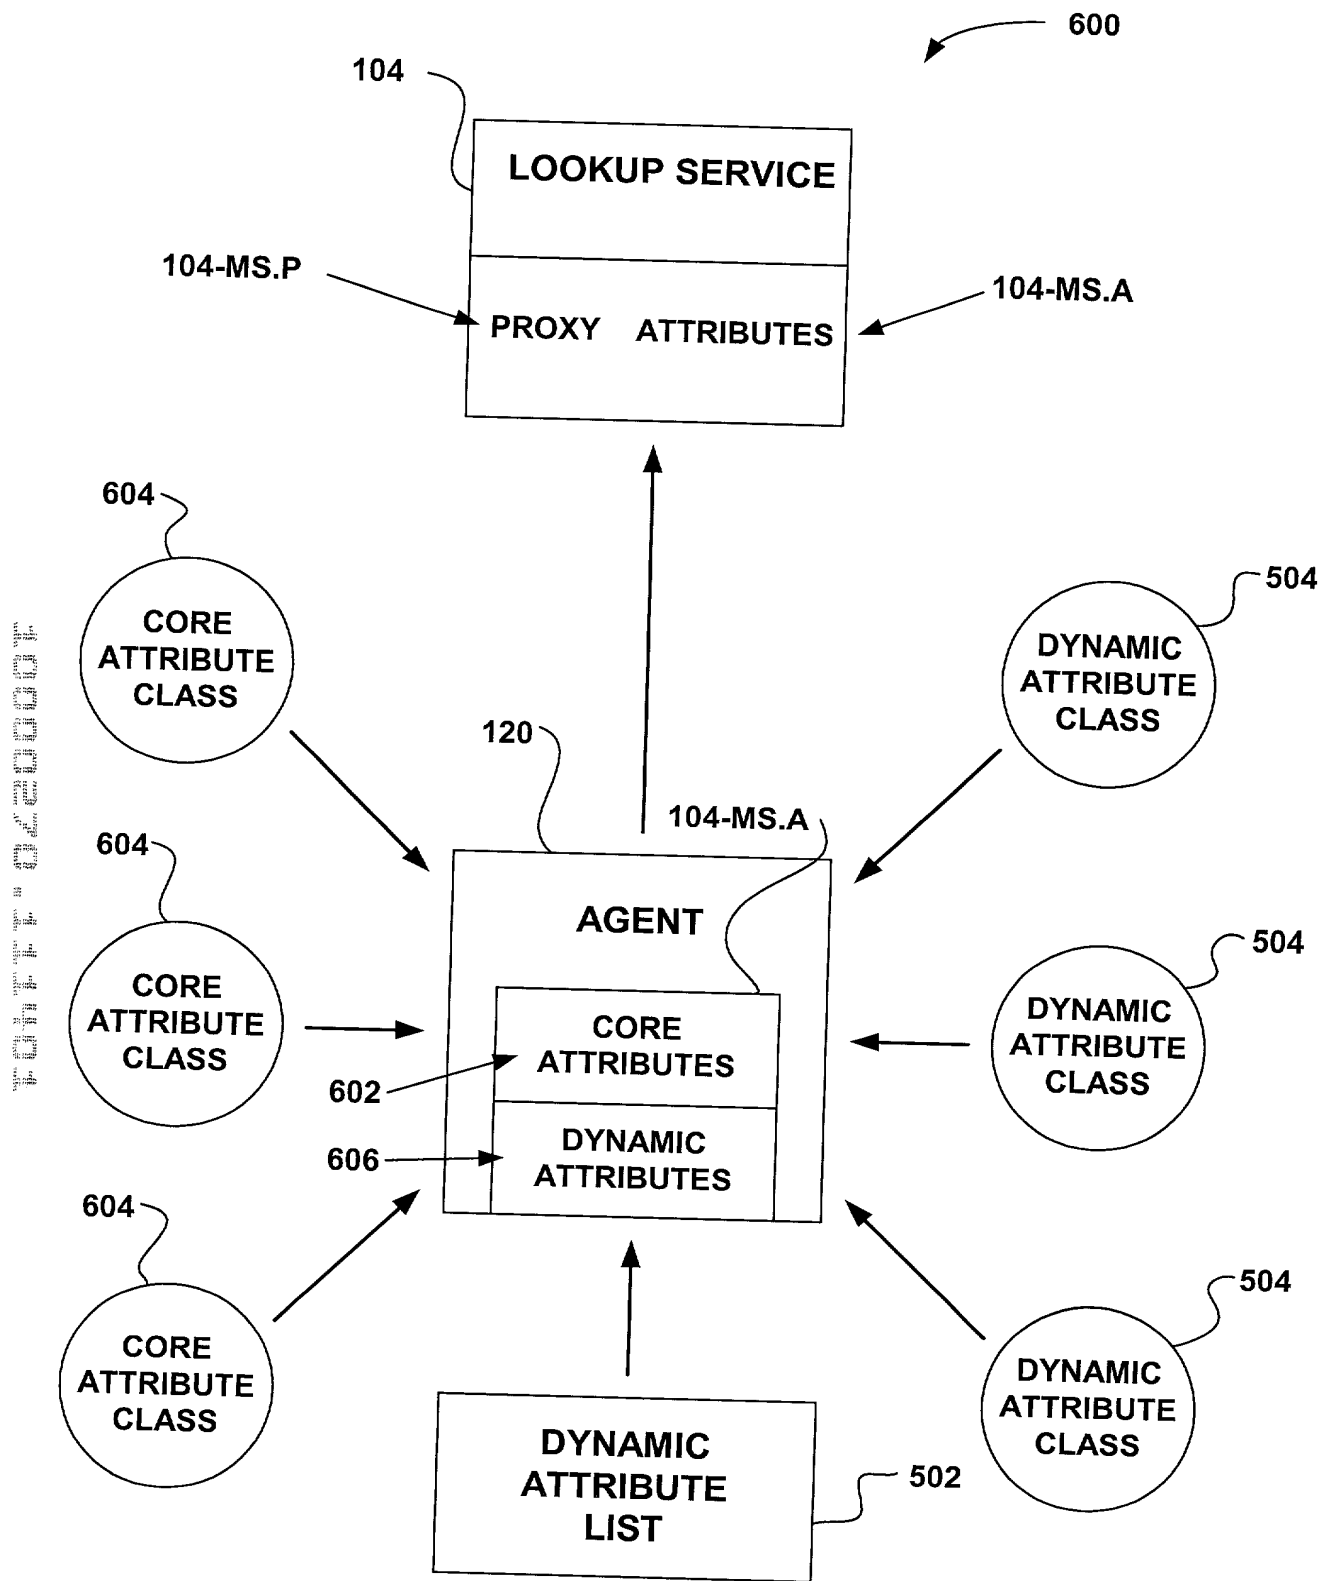 600
104
LOOKUP SERVICE
104-MS.P
104-MS.A
PROXY ATTRIBUTES
604
504
CORE
ATTRIBUTE
CLASS
DYNAMIC
ATTRIBUTE
CLASS
120
104-MS.A
604
AGENT
504
CORE
ATTRIBUTE
CLASS
CORE
ATTRIBUTES
DYNAMIC
ATTRIBUTE
CLASS
602
606
DYNAMIC
ATTRIBUTES
604
504
CORE
ATTRIBUTE
CLASS
DYNAMIC
ATTRIBUTE
CLASS
DYNAMIC
ATTRIBUTE
LIST
502